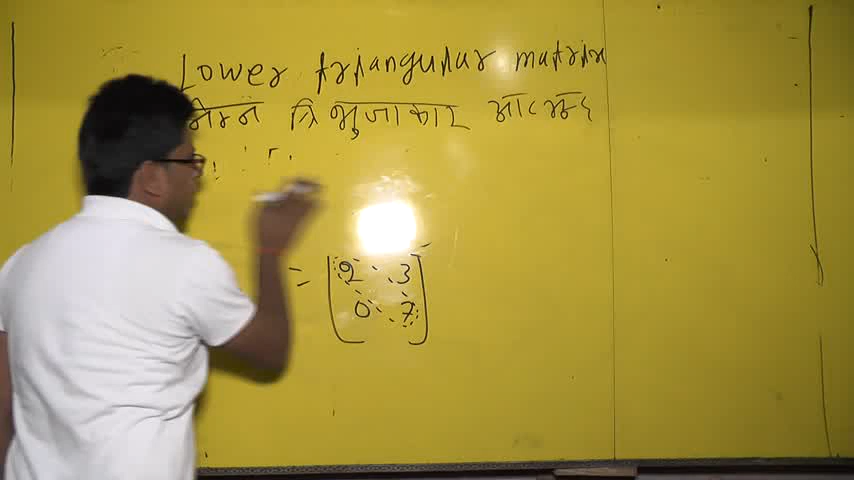 Lower triangular matrix
निम्न त्रिभुजाकार आव्यूह
= [2 3
0 7]